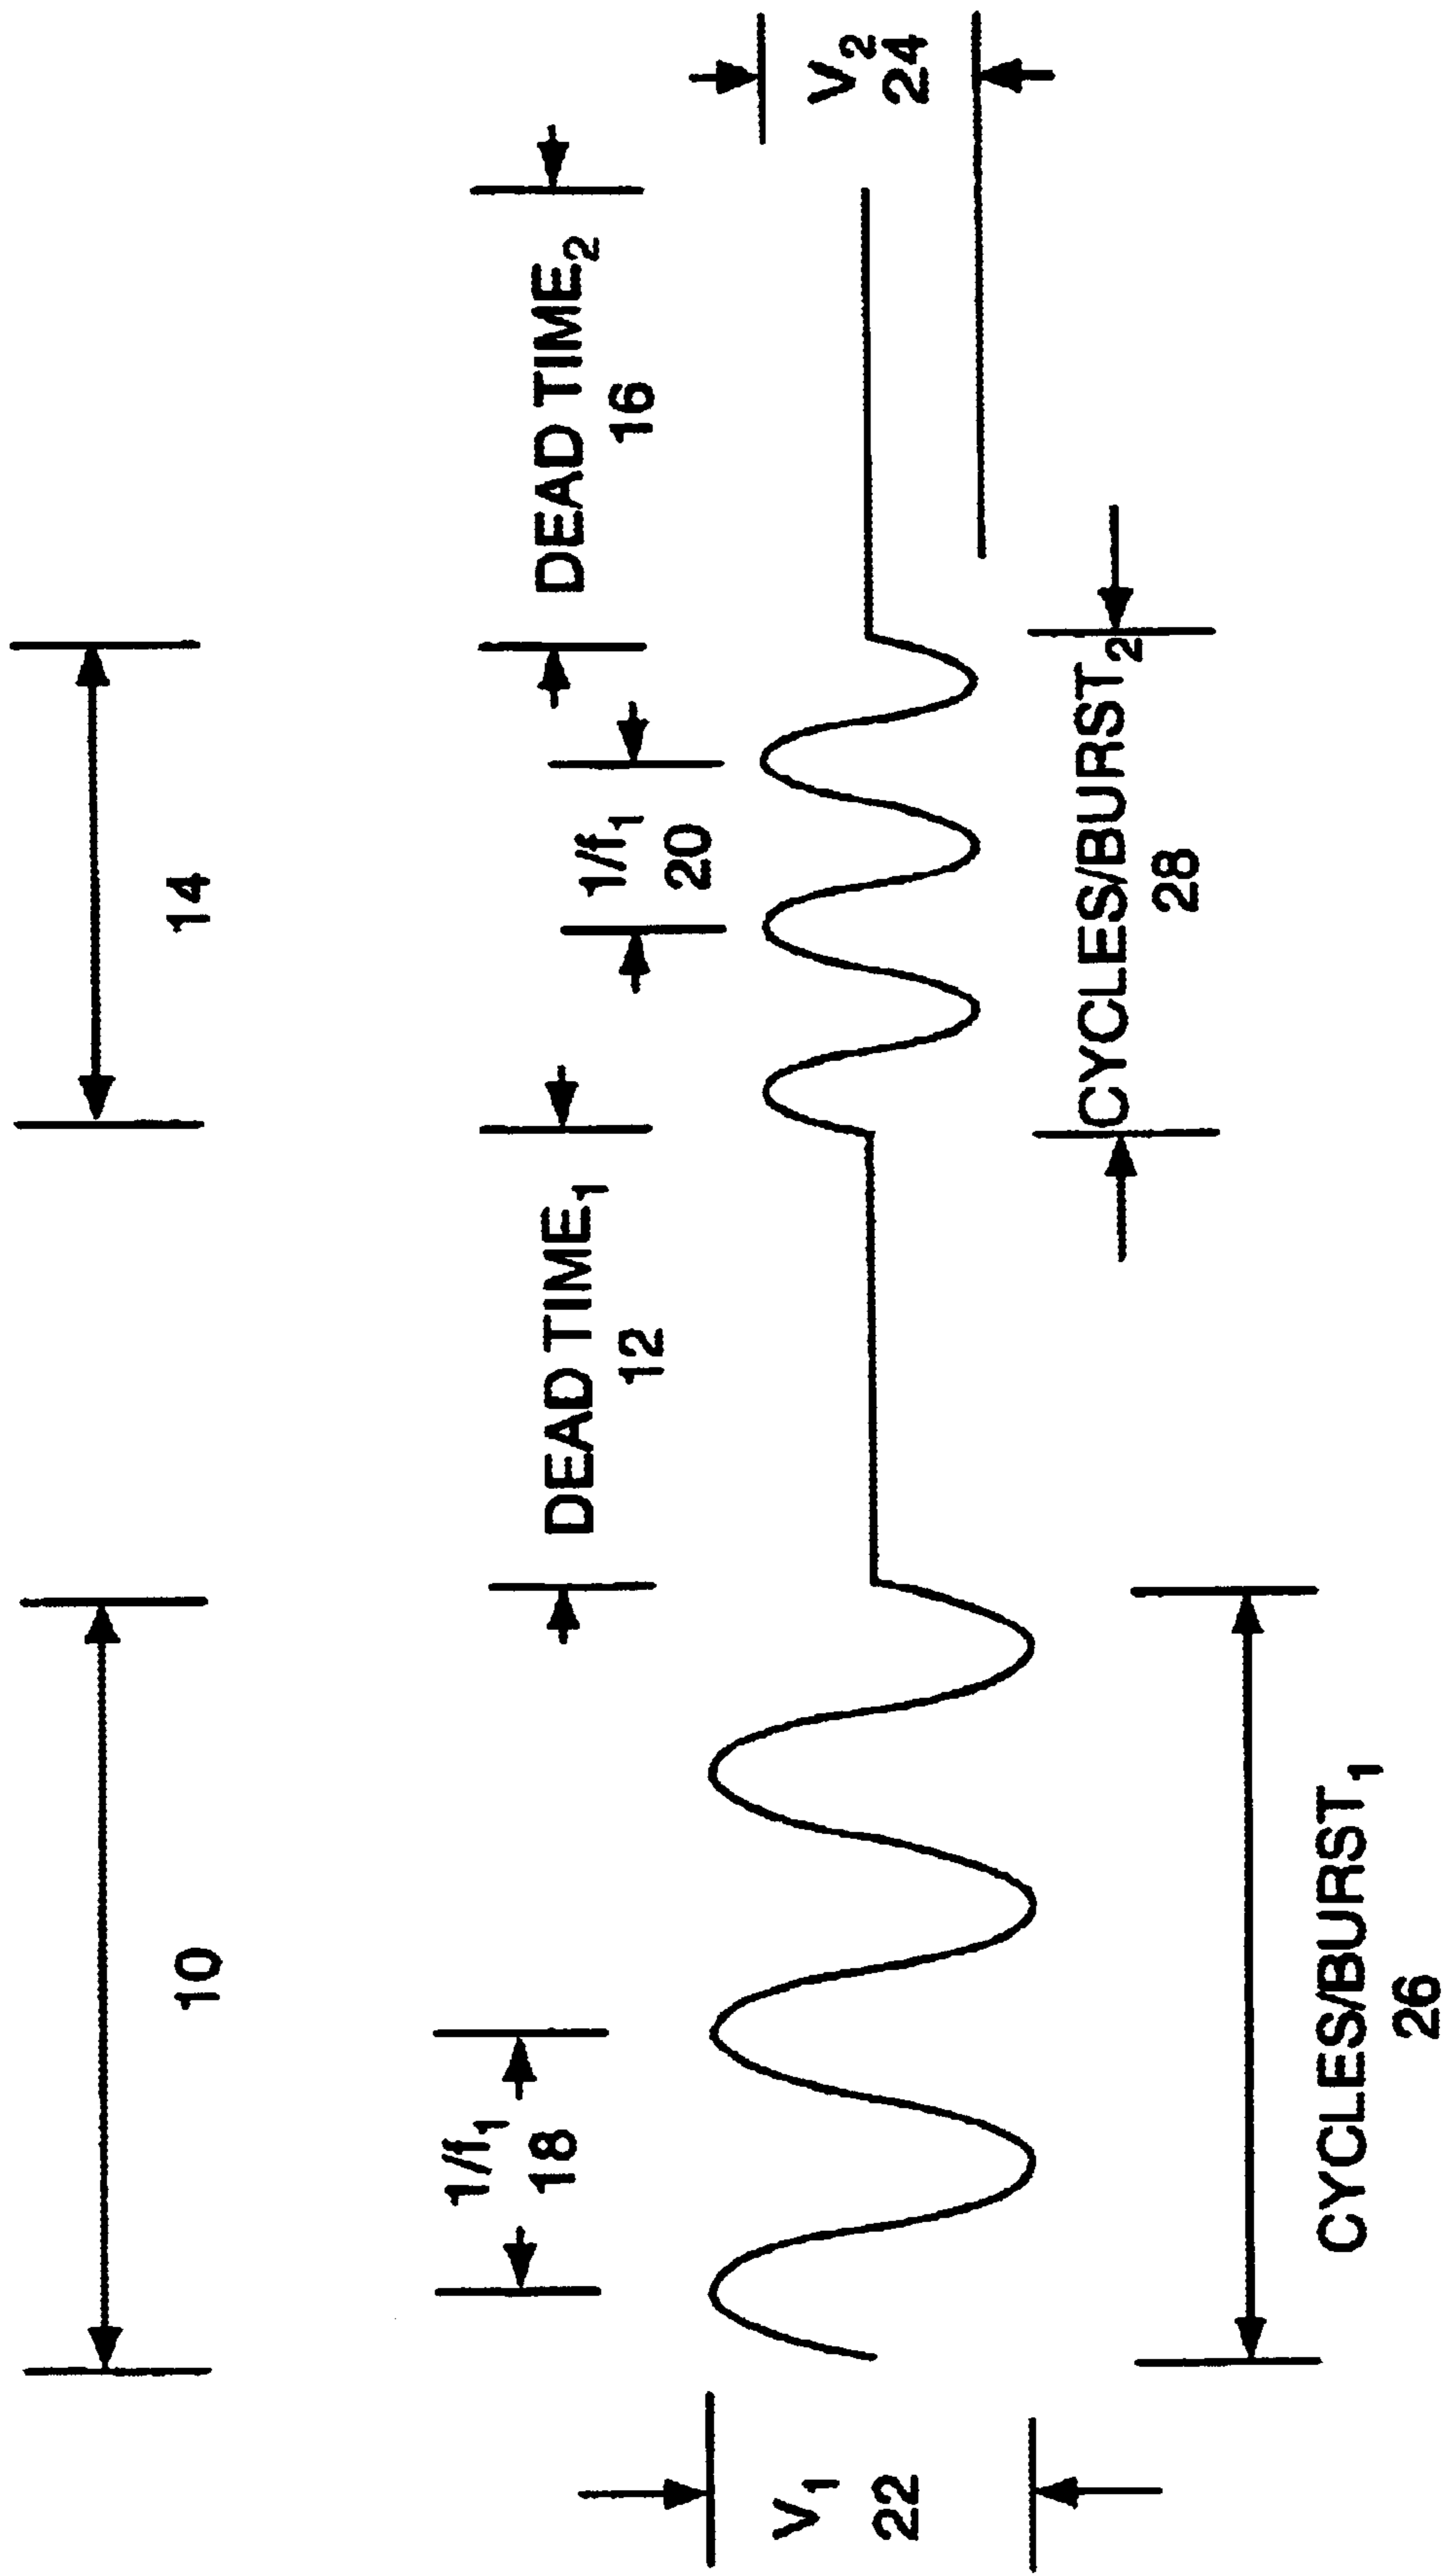 10
14
1/f1
18
DEAD TIME1
12
1/f1
20
DEAD TIME2
16
V1
22
V2
24
CYCLES/BURST1
26
CYCLES/BURST2
28